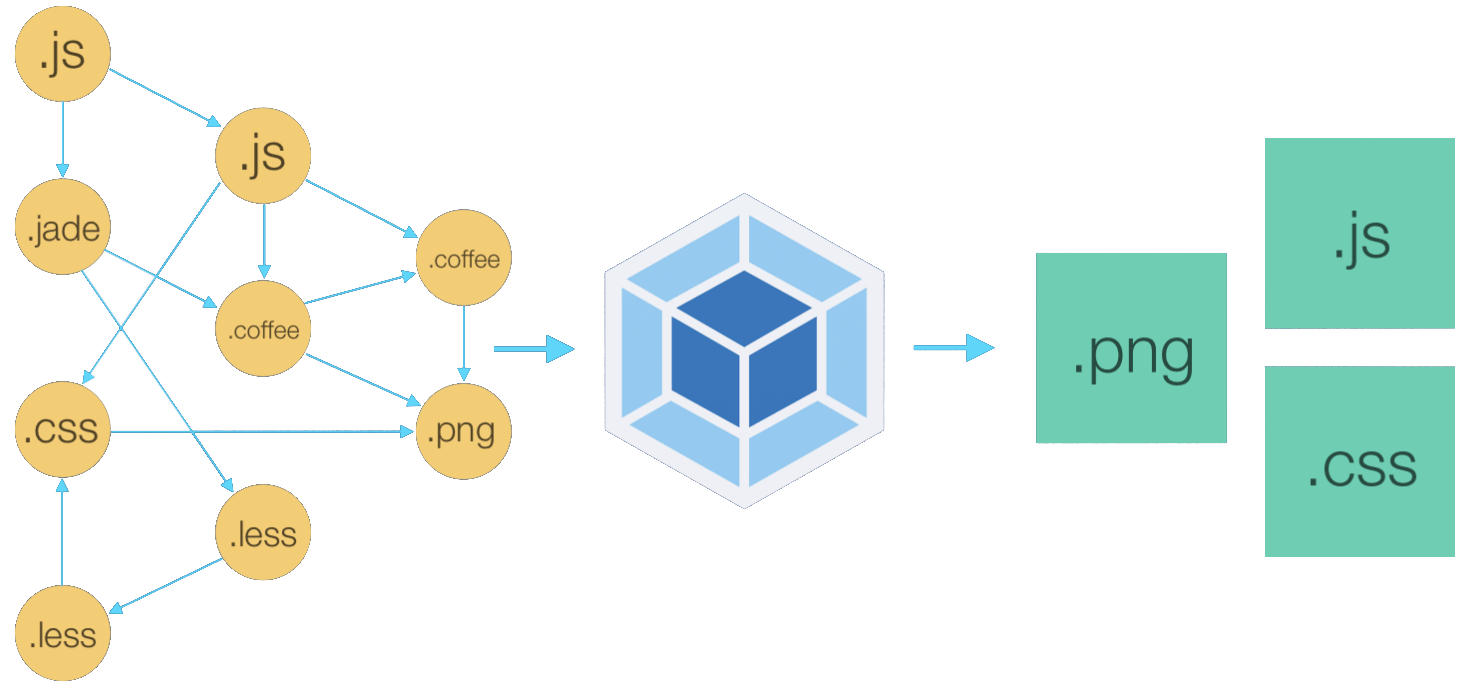 .js
.js
.jade
.coffee
.coffee
.css
.png
.less
.less
.png
.js
.css